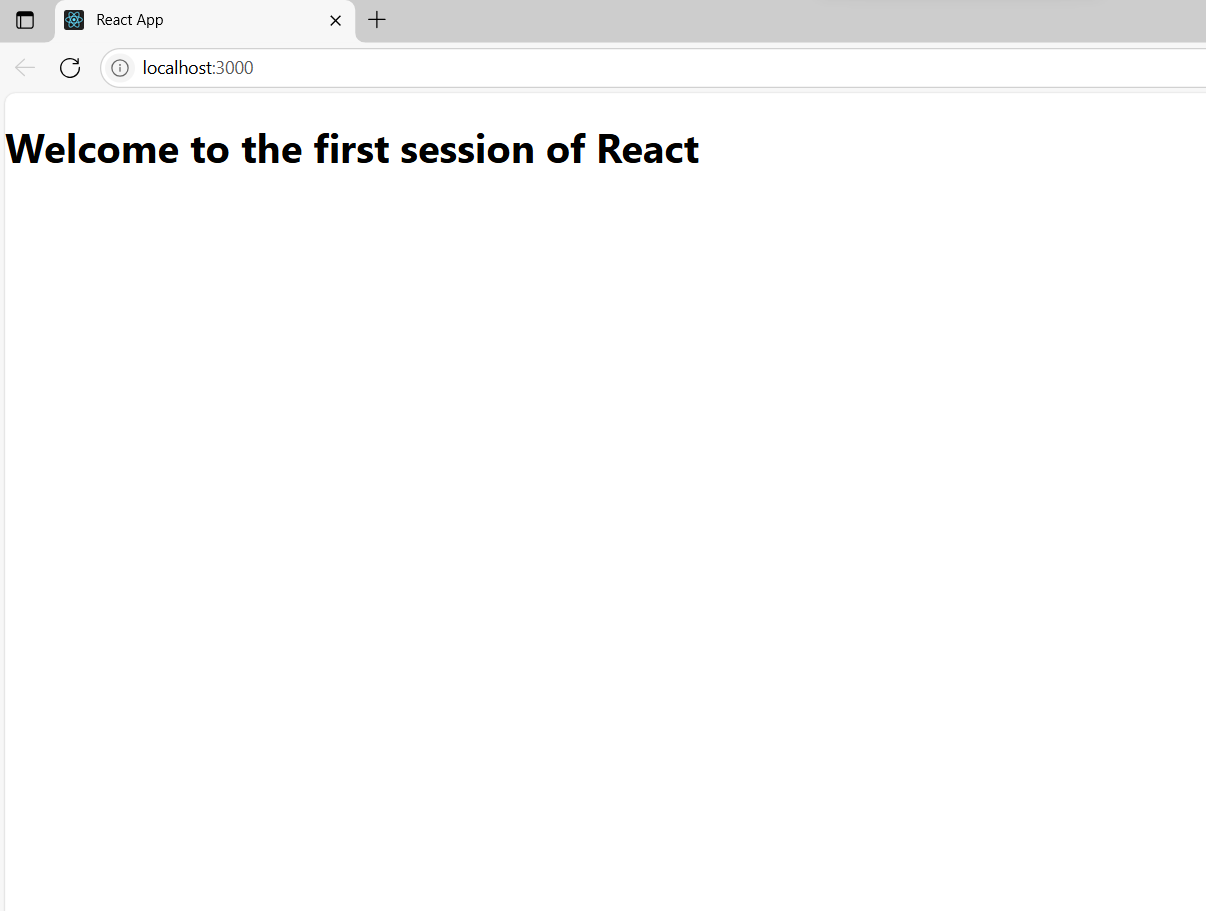 React App
localhost:3000
Welcome to the first session of React